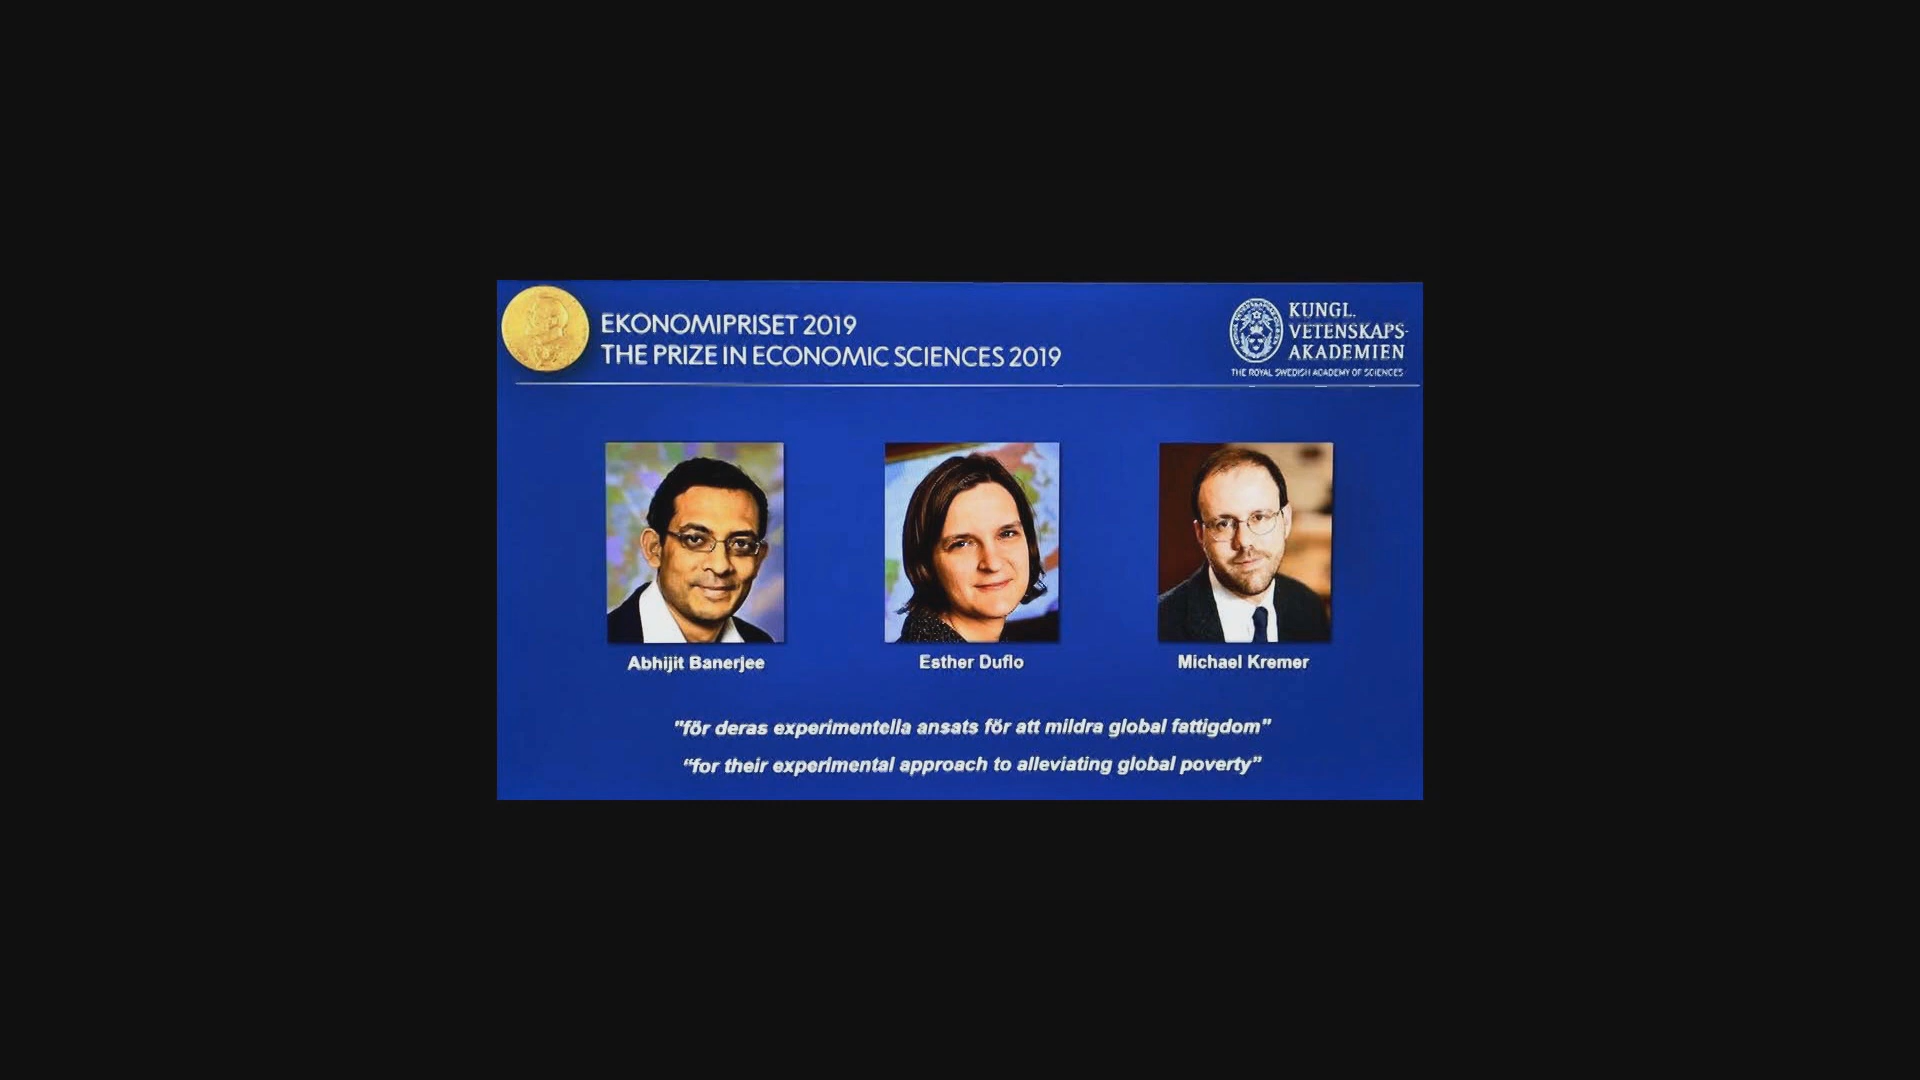 EKONOMIPRISET 2019
THE PRIZE IN ECONOMIC SCIENCES 2019
KUNGL.
VETENSKAPS-
AKADEMIEN
THE ROYAL SWEDISH ACADEMY OF SCIENCES
Abhijit Banerjee
Esther Duflo
Michael Kremer
"för deras experimentella ansats för att mildra global fattigdom"
“for their experimental approach to alleviating global poverty”